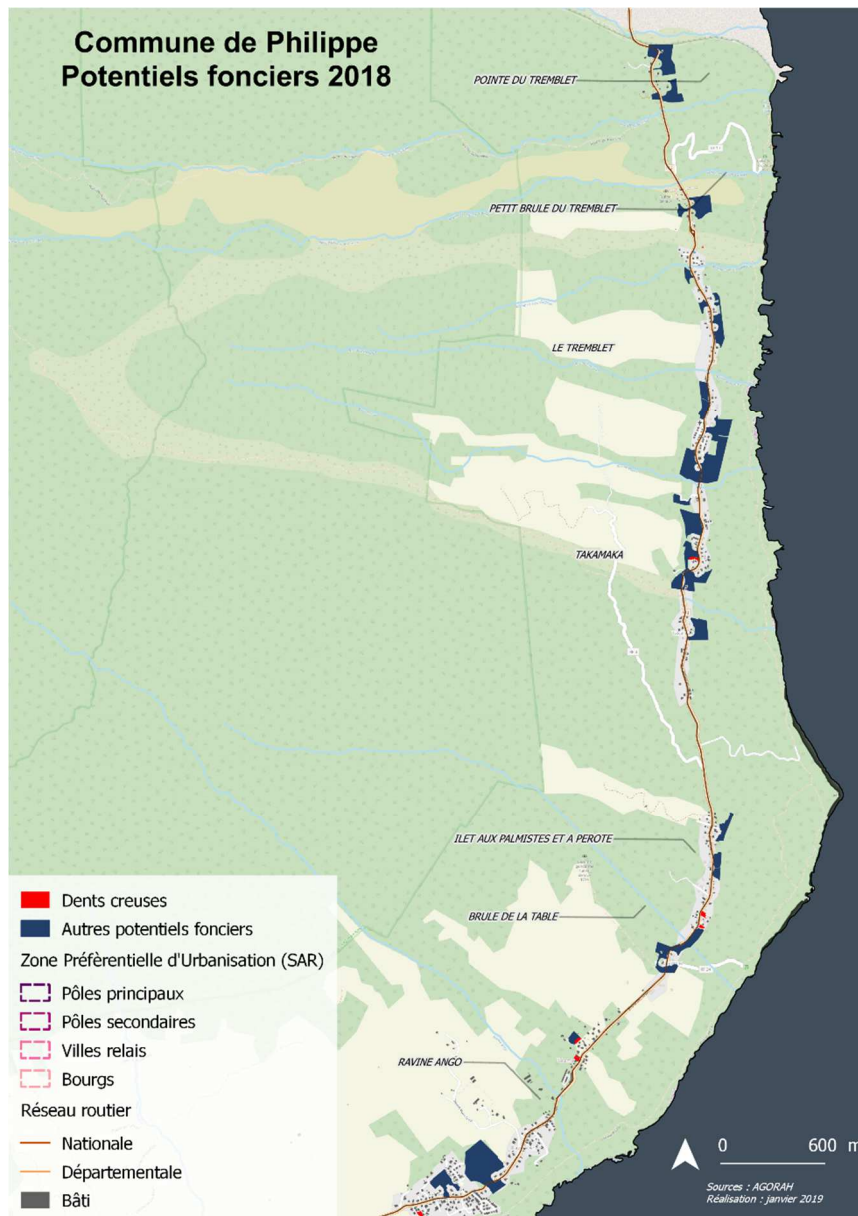 Commune de Philippe
Potentiels fonciers 2018
POINTE DU TREMBLET
PETIT BRULE DU TREMBLET
LE TREMBLET
TAKAMAKA
ILET AUX PALMISTES ET A PEROTE
BRULE DE LA TABLE
RAVINE ANGO
Dents creuses
Autres potentiels fonciers
Zone Préfèrentielle d'Urbanisation (SAR)
Pôles principaux
Pôles secondaires
Villes relais
Bourgs
Réseau routier
Nationale
Départementale
Bâti
0 600 m
Sources : AGORAH
Réalisation : janvier 2019